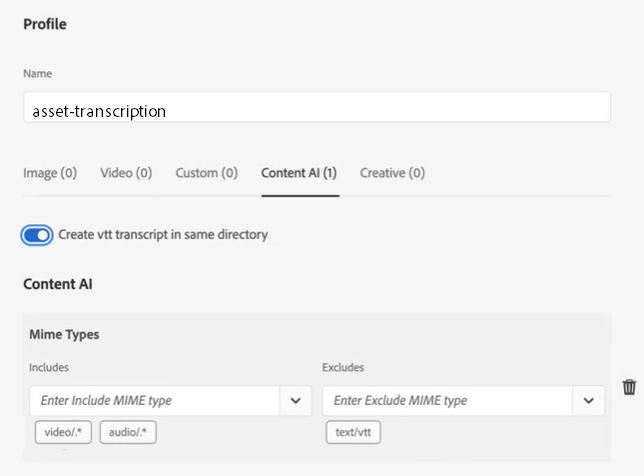 Profile
Name
asset-transcription
Image (0) Video (0) Custom (0) Content AI (1) Creative (0)
Create vtt transcript in same directory
Content AI
Mime Types
Includes Excludes
Enter Include MIME type Enter Exclude MIME type
video/.* audio/.* text/vtt